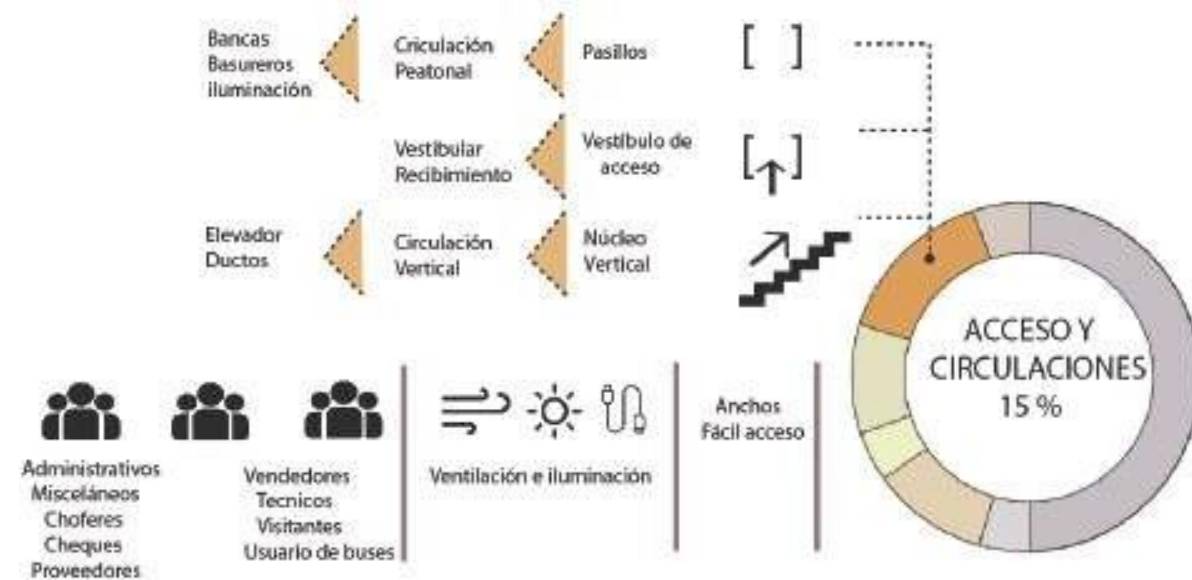 Bancas
Basureros
iluminación
Criculación
Peatonal
Pasillos
Vestibular
Recibimiento
Vestíbulo de
acceso
Elevador
Ductos
Circulación
Vertical
Núcleo
Vertical
ACCESO Y
CIRCULACIONES
15 %
Administrativos
Misceláneos
Choferes
Cheques
Proveedores
Vendedores
Tecnicos
Visitantes
Usuario de buses
Ventilación e iluminación
Anchos
Fácil acceso